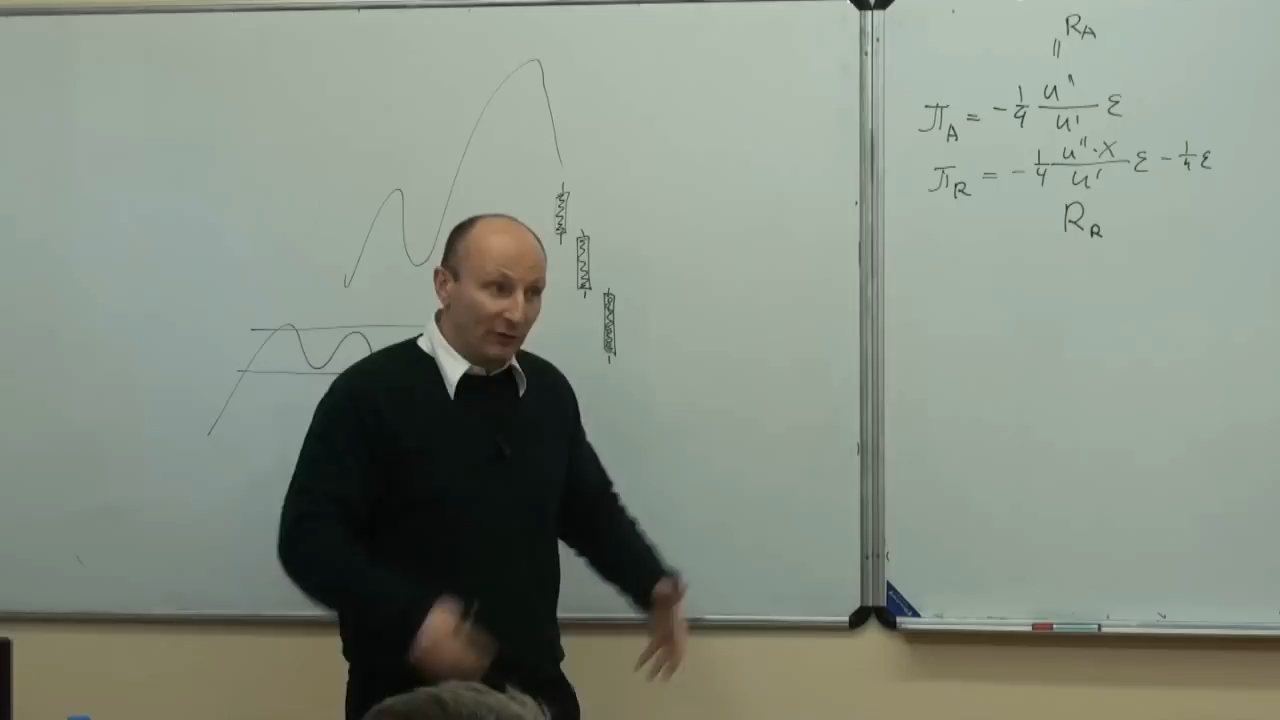 R_A
"
π_A = -1/4 u''/u' ε
π_R = -1/4 u''·x/u' ε - 1/4 ε
R_R